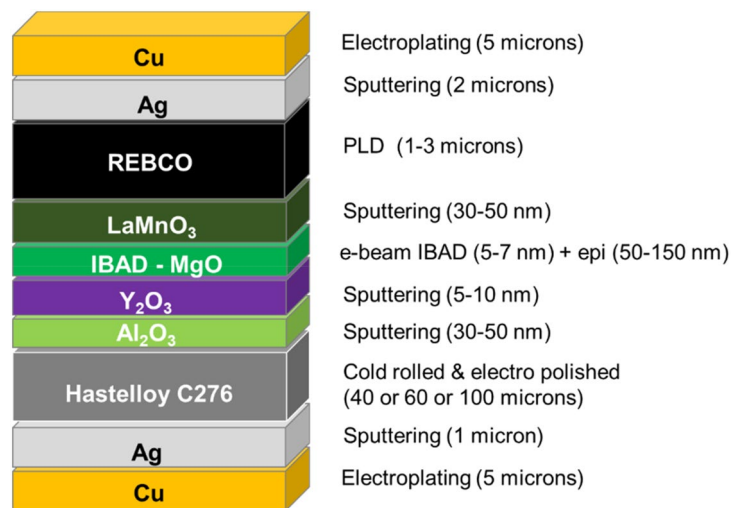 Cu Electroplating (5 microns)
Ag Sputtering (2 microns)
REBCO PLD (1-3 microns)
LaMnO₃ Sputtering (30-50 nm)
IBAD - MgO e-beam IBAD (5-7 nm) + epi (50-150 nm)
Y₂O₃ Sputtering (5-10 nm)
Al₂O₃ Sputtering (30-50 nm)
Hastelloy C276 Cold rolled & electro polished
(40 or 60 or 100 microns)
Ag Sputtering (1 micron)
Cu Electroplating (5 microns)